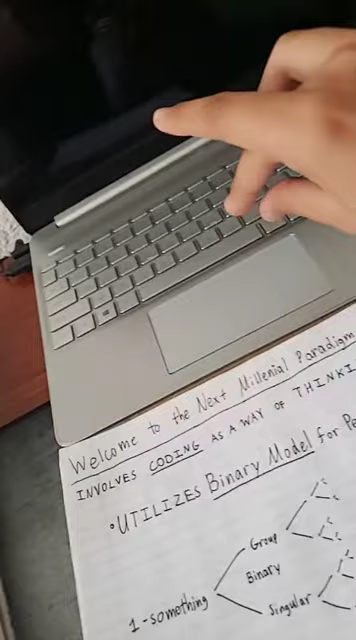 Welcome to the Next Millenial Paradigm
INVOLVES CODING AS A WAY OF
• UTILIZES Binary Model for
Group
Binary
1-something
Singular